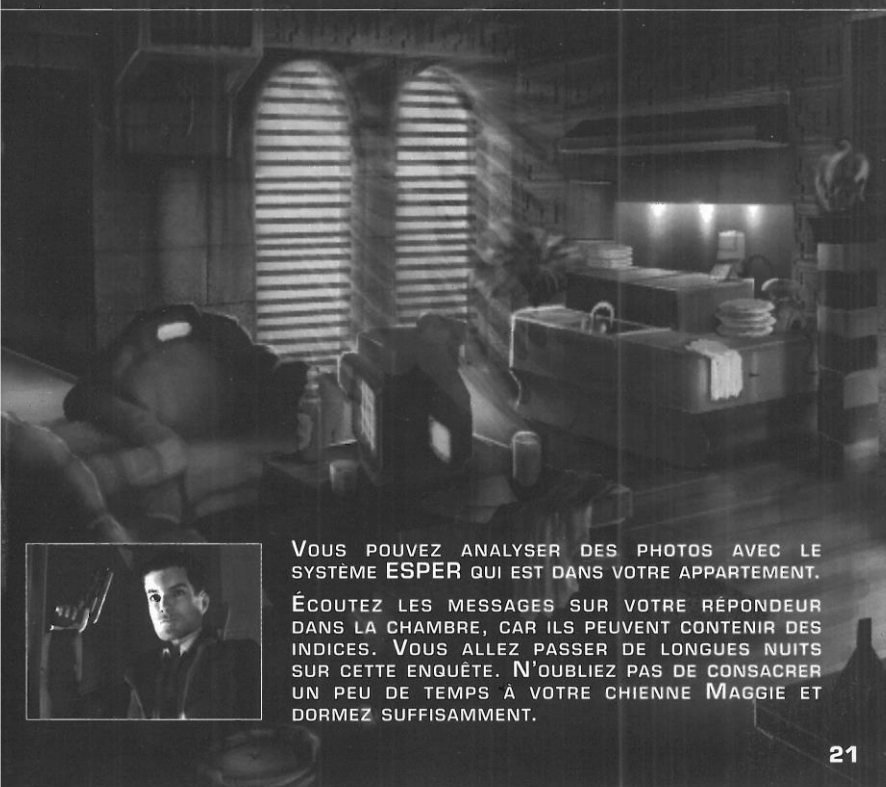 VOUS POUVEZ ANALYSER DES PHOTOS AVEC LE
SYSTÈME ESPER QUI EST DANS VOTRE APPARTEMENT.
ÉCOUTEZ LES MESSAGES SUR VOTRE RÉPONDEUR
DANS LA CHAMBRE, CAR ILS PEUVENT CONTENIR DES
INDICES. VOUS ALLEZ PASSER DE LONGUES NUITS
SUR CETTE ENQUÊTE. N'OUBLIEZ PAS DE CONSACRER
UN PEU DE TEMPS À VOTRE CHIENNE MAGGIE ET
DORMEZ SUFFISAMMENT.
21